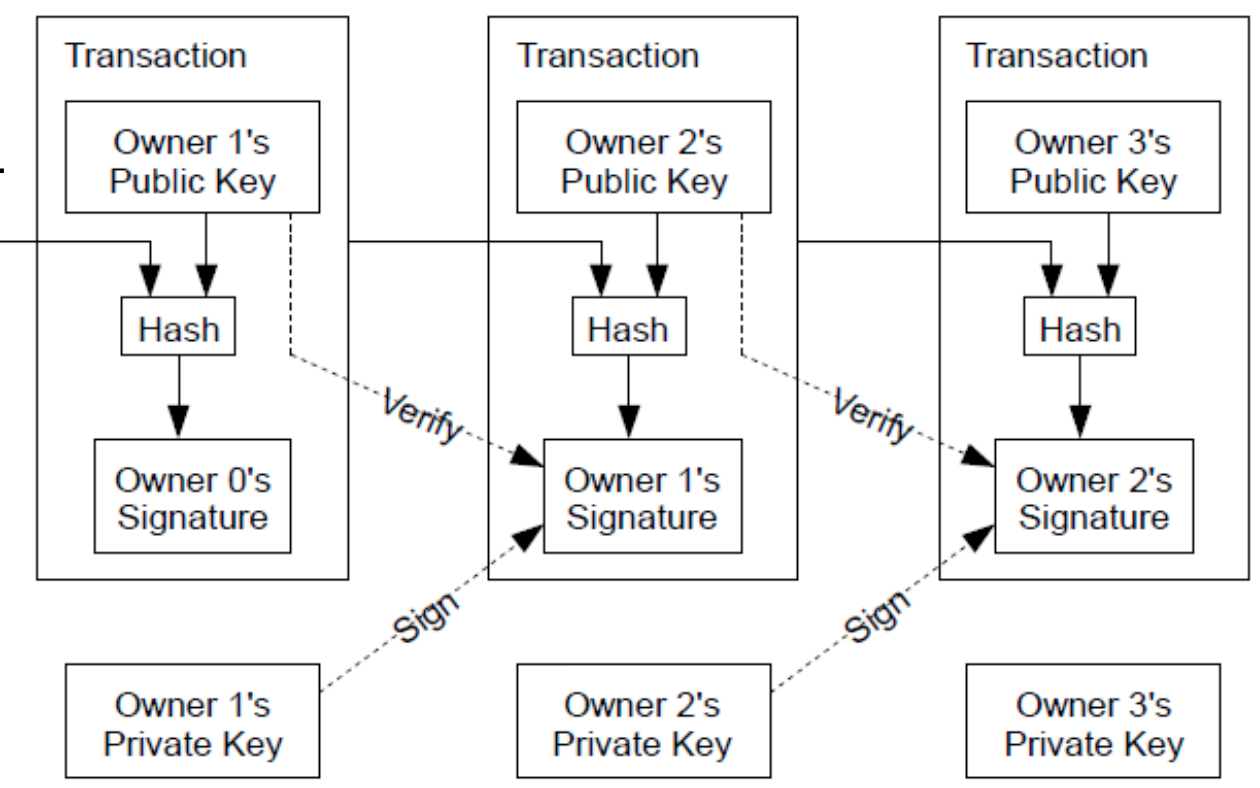 Transaction
Owner 1's
Public Key
Hash
Owner 0's
Signature
Owner 1's
Private Key
Verify
Sign
Transaction
Owner 2's
Public Key
Hash
Owner 1's
Signature
Owner 2's
Private Key
Verify
Sign
Transaction
Owner 3's
Public Key
Hash
Owner 2's
Signature
Owner 3's
Private Key